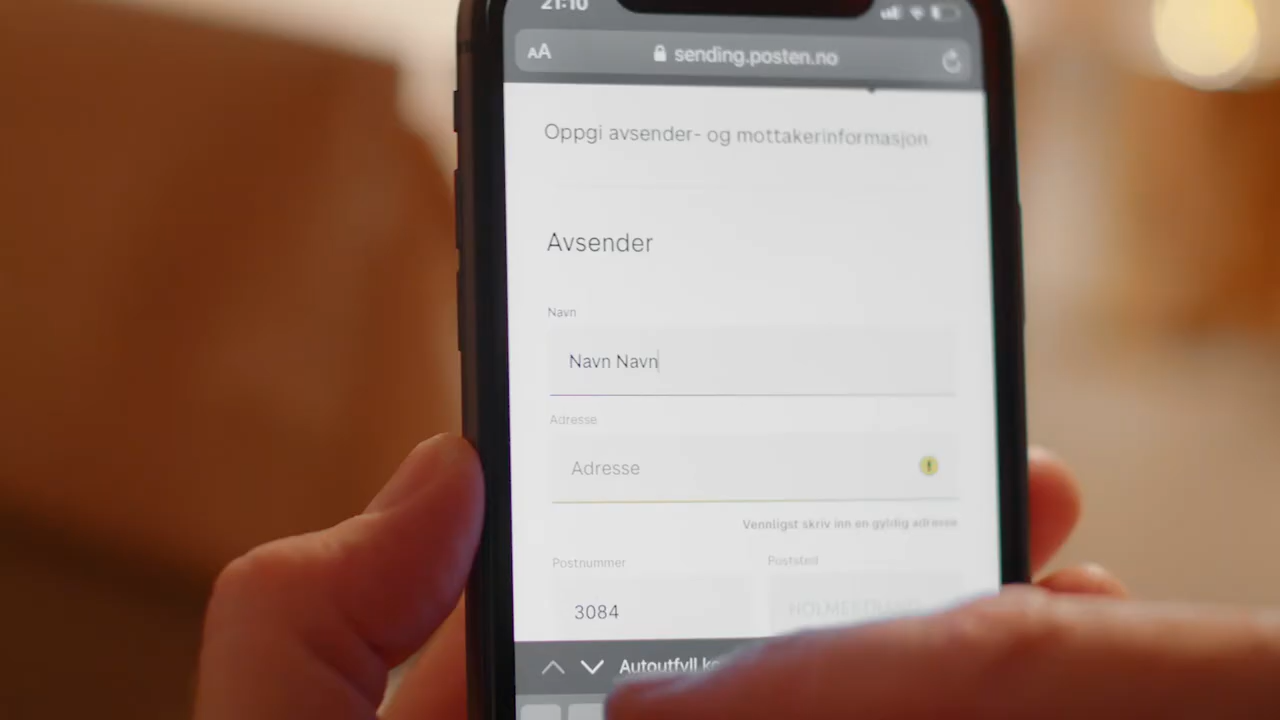 21:10
AA
sending.posten.no
Oppgi avsender- og mottakerinformasjon
Avsender
Navn
Navn Navn
Adresse
Adresse
Vennligst skriv inn en gyldig adresse
Postnummer
Poststed
3084
HOLMESTRAND
Autoutfyll